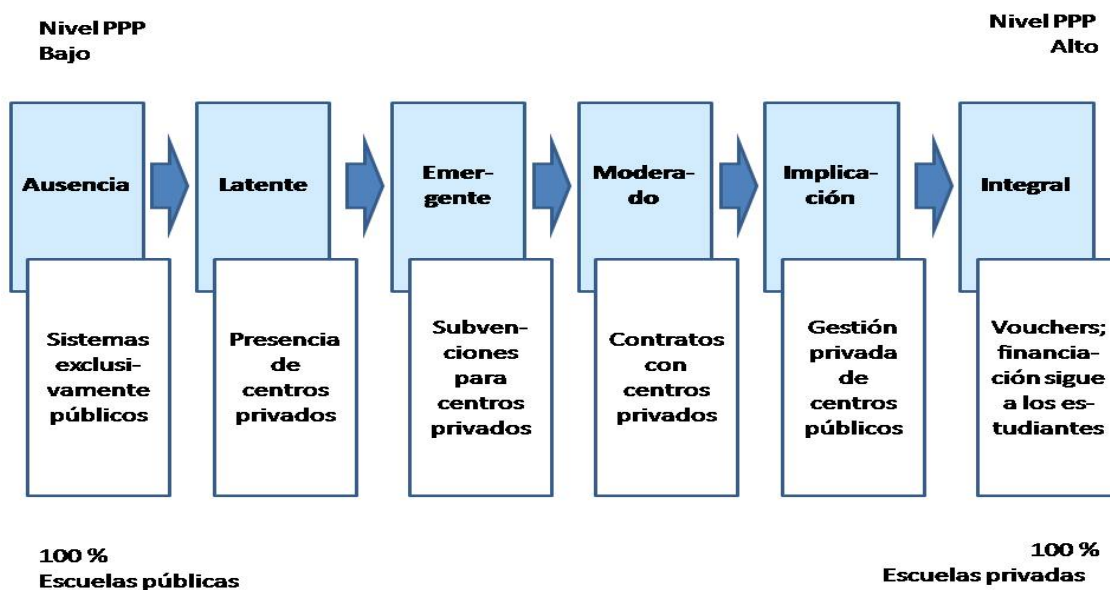 Nivel PPP
Bajo
Nivel PPP
Alto
Ausencia
Latente
Emer-
gente
Modera-
do
Implica-
ción
Integral
Sistemas
exclusi-
vamente
públicos
Presencia
de
centros
privados
Subven-
ciones
para
centros
privados
Contratos
con
centros
privados
Gestión
privada
de
centros
públicos
Vouchers;
financia-
ción sigue
a los es-
tudiantes
100 %
Escuelas públicas
100 %
Escuelas privadas